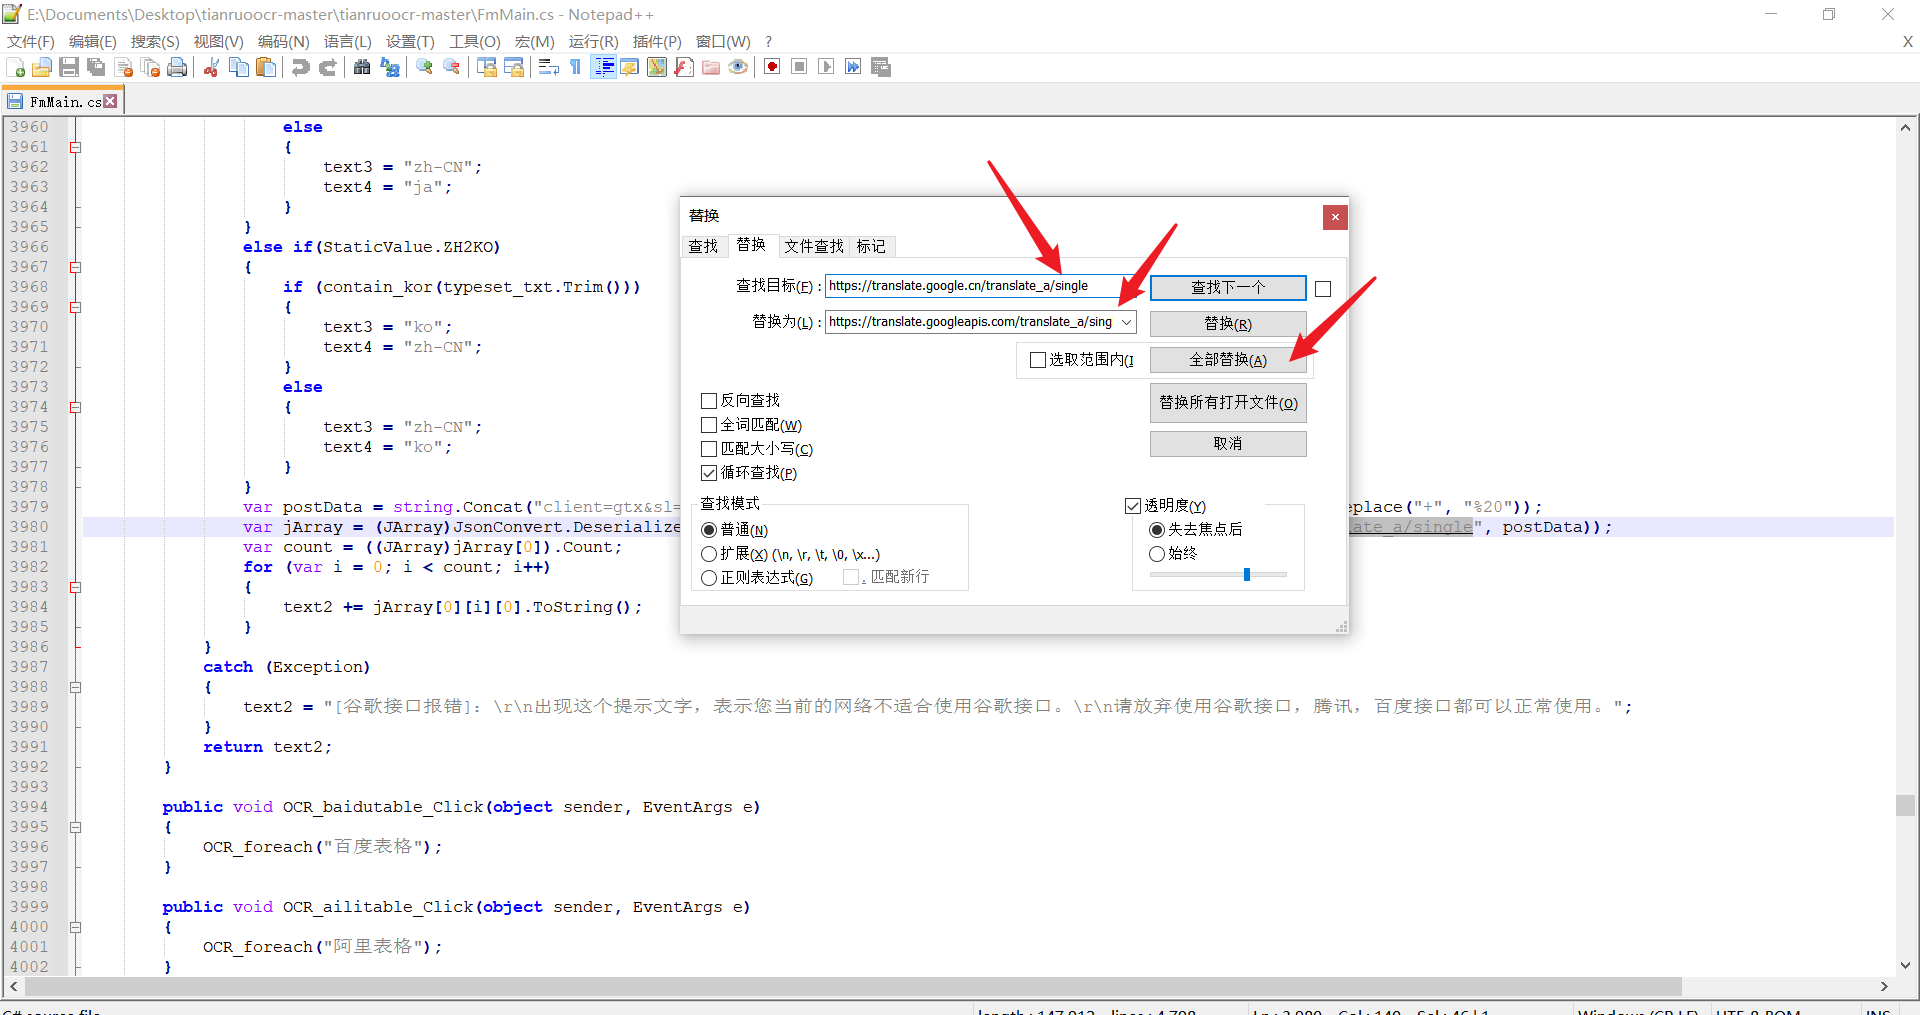 E:\Documents\Desktop\tianruoocr-master\tianruoocr-master\FmMain.cs - Notepad++
文件(F) 编辑(E) 搜索(S) 视图(V) 编码(N) 语言(L) 设置(T) 工具(O) 宏(M) 运行(R) 插件(P) 窗口(W) ? X
FmMain.cs
3960 else
3961 {
3962 text3 = "zh-CN";
3963 text4 = "ja";
3964 }
3965 }
3966 else if(StaticValue.ZH2KO)
3967 {
3968 if (contain_kor(typeset_txt.Trim()))
3969 {
3970 text3 = "ko";
3971 text4 = "zh-CN";
3972 }
3973 else
3974 {
3975 text3 = "zh-CN";
3976 text4 = "ko";
3977 }
3978 }
3979 var postData = string.Concat("client=gtx&sl= place("+", "%20"));
3980 var jArray = (JArray)JsonConvert.Deserialize ate_a/single", postData));
3981 var count = ((JArray)jArray[0]).Count;
3982 for (var i = 0; i < count; i++)
3983 {
3984 text2 += jArray[0][i][0].ToString();
3985 }
3986 }
3987 catch (Exception)
3988 {
3989 text2 = "[谷歌接口报错]：\r\n出现这个提示文字，表示您当前的网络不适合使用谷歌接口。\r\n请放弃使用谷歌接口，腾讯，百度接口都可以正常使用。";
3990 }
3991 return text2;
3992 }
3993
3994 public void OCR_baidutable_Click(object sender, EventArgs e)
3995 {
3996 OCR_foreach("百度表格");
3997 }
3998
3999 public void OCR_ailitable_Click(object sender, EventArgs e)
4000 {
4001 OCR_foreach("阿里表格");
4002 }
替换
查找 替换 文件查找 标记
查找目标(F) : https://translate.google.cn/translate_a/single 查找下一个
替换为(L) : https://translate.googleapis.com/translate_a/sing 替换(R)
选取范围内(I 全部替换(A)
替换所有打开文件(O)
取消
反向查找
全词匹配(W)
匹配大小写(C)
循环查找(P)
查找模式
普通(N)
扩展(X) (\n, \r, \t, \0, \x...)
正则表达式(G) . 匹配新行
透明度(Y)
失去焦点后
始终
C# source file length : 147,913 lines : 4,708 Ln : 3,980 Col : 140 Sel : 46 | 1 Windows (CR LF) UTF-8-BOM INS